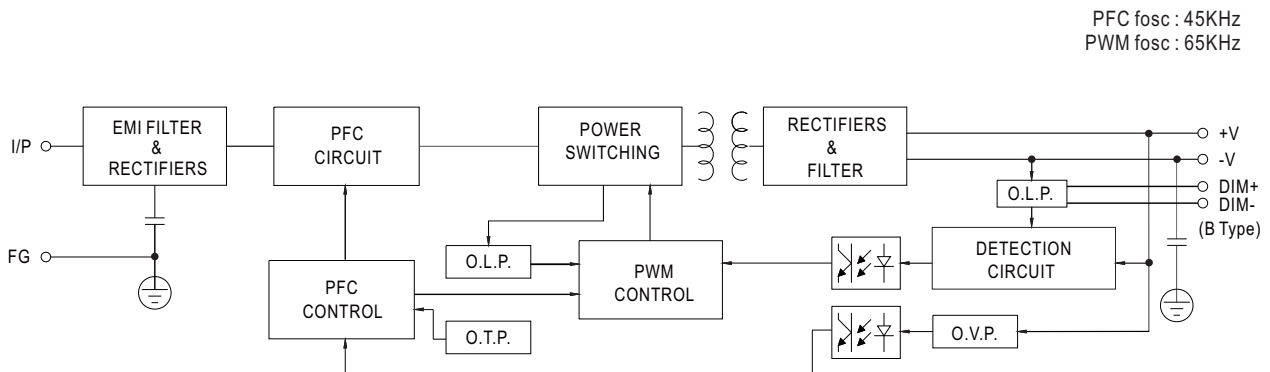 PFC fosc : 45KHz
PWM fosc : 65KHz
I/P
EMI FILTER
&
RECTIFIERS
PFC
CIRCUIT
POWER
SWITCHING
RECTIFIERS
&
FILTER
+V
-V
O.L.P.
DIM+
DIM-
(B Type)
FG
PFC
CONTROL
O.L.P.
PWM
CONTROL
DETECTION
CIRCUIT
O.T.P.
O.V.P.